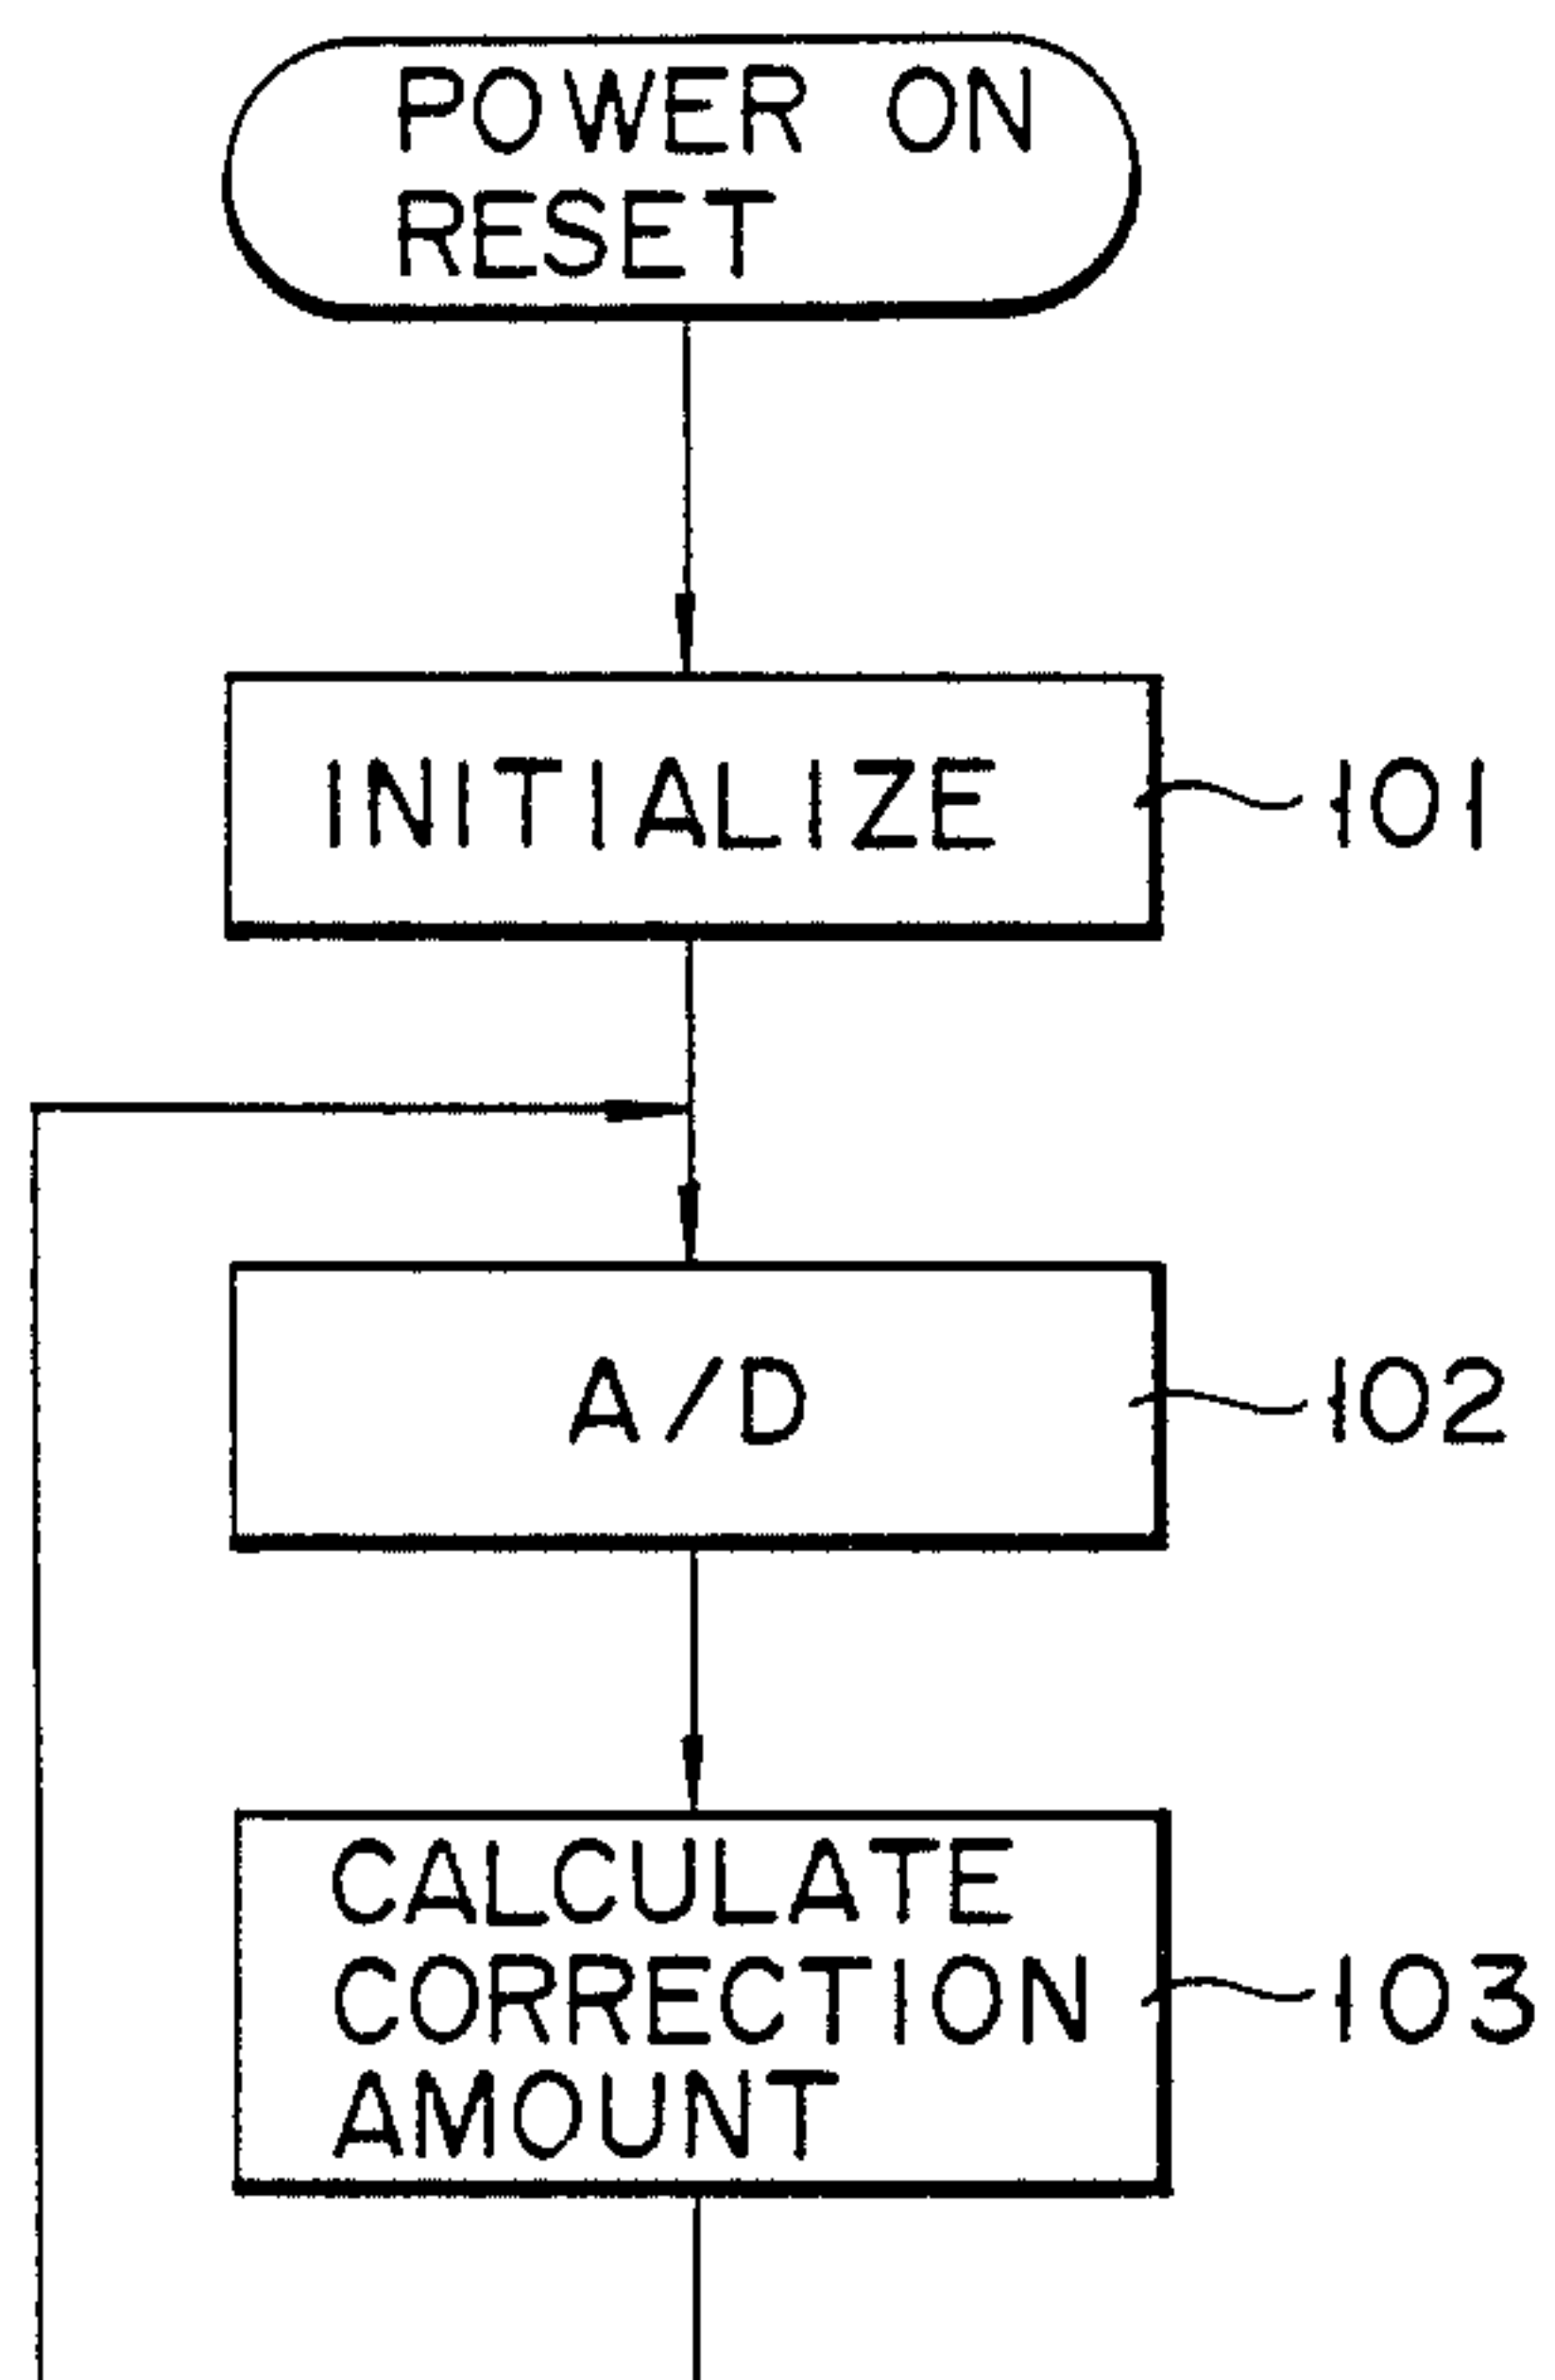 POWER ON
RESET
INITIALIZE
101
A/D
102
CALCULATE
CORRECTION
AMOUNT
103